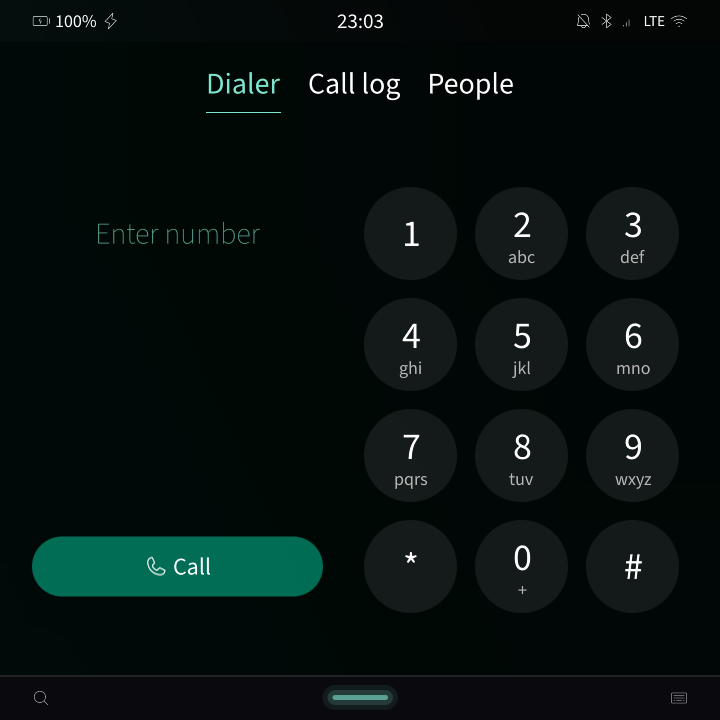 100% 23:03 LTE
Dialer Call log People
Enter number
1 2 3
abc def
4 5 6
ghi jkl mno
7 8 9
pqrs tuv wxyz
Call
* 0 #
+